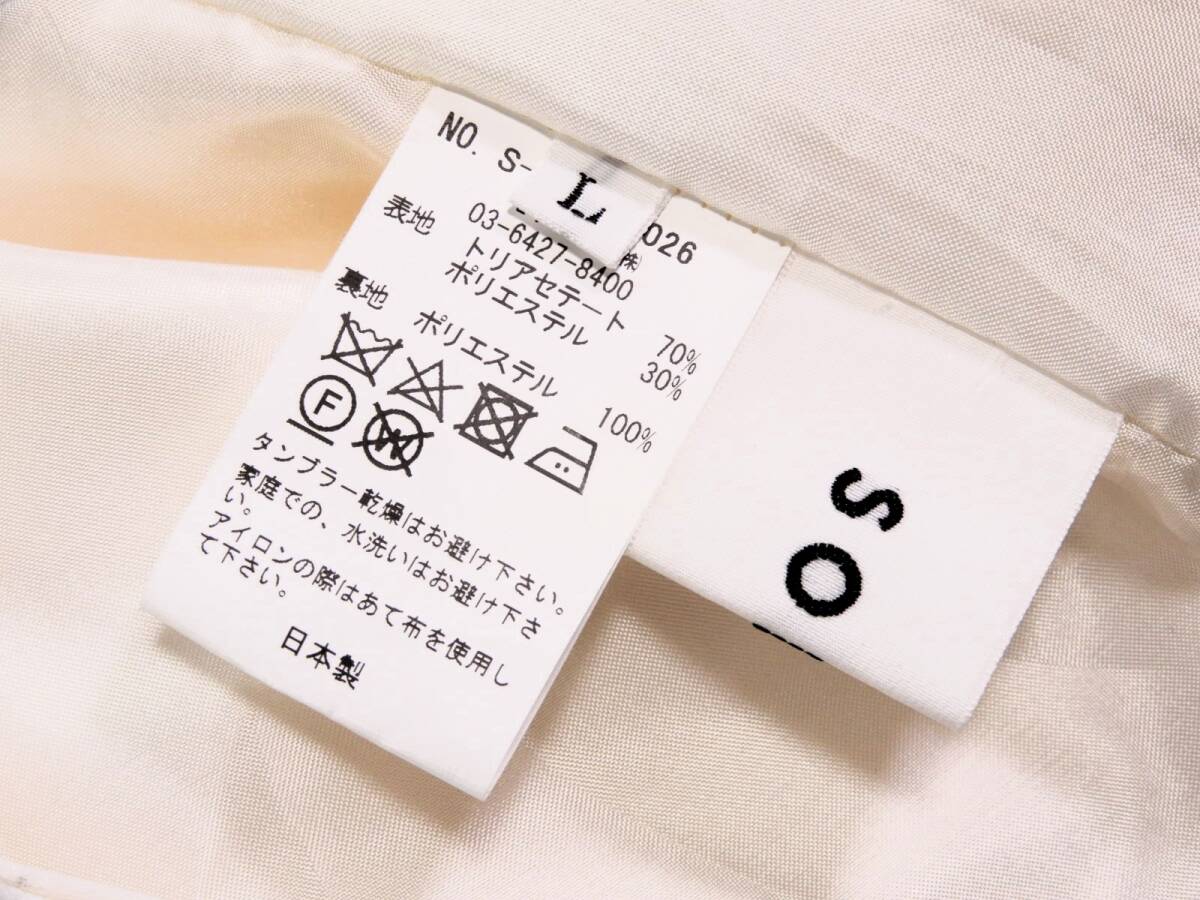 NO. S-
L
026
㈱
03-6427-8400
表地 トリアセテート 70%
ポリエステル 30%
裏地 ポリエステル 100%
F
W
タンブラー乾燥はお避け下さい。
家庭での、水洗いはお避け下さ
い。
アイロンの際はあて布を使用し
て下さい。
日本製
OS